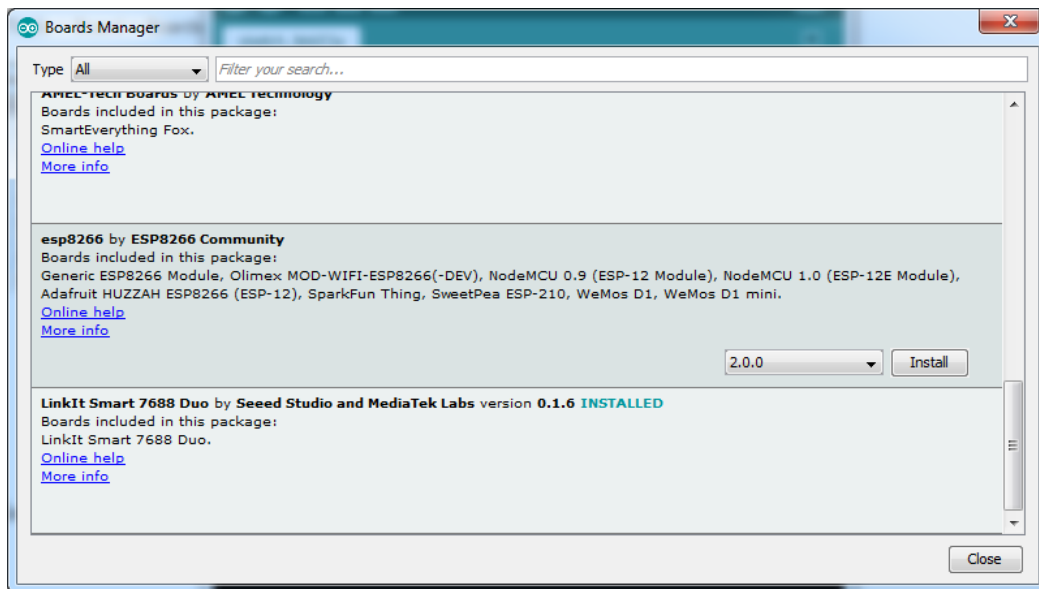 Boards Manager
Type All Filter your search...
AMEL-Tech Boards by AMEL Technology
Boards included in this package:
SmartEverything Fox.
Online help
More info
esp8266 by ESP8266 Community
Boards included in this package:
Generic ESP8266 Module, Olimex MOD-WIFI-ESP8266(-DEV), NodeMCU 0.9 (ESP-12 Module), NodeMCU 1.0 (ESP-12E Module),
Adafruit HUZZAH ESP8266 (ESP-12), SparkFun Thing, SweetPea ESP-210, WeMos D1, WeMos D1 mini.
Online help
More info
2.0.0 Install
LinkIt Smart 7688 Duo by Seeed Studio and MediaTek Labs version 0.1.6 INSTALLED
Boards included in this package:
LinkIt Smart 7688 Duo.
Online help
More info
Close